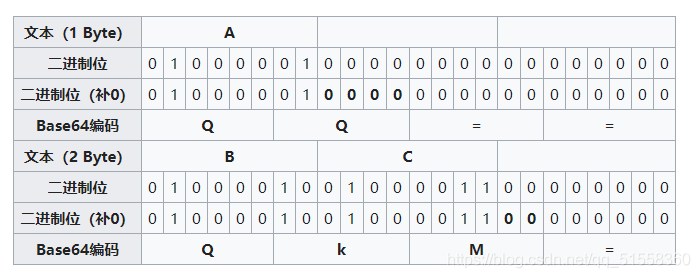 文本（1 Byte） A
二进制位 0 1 0 0 0 0 0 1 0 0 0 0 0 0 0 0 0 0 0 0 0 0 0 0
二进制位（补0） 0 1 0 0 0 0 0 1 0 0 0 0 0 0 0 0 0 0 0 0 0 0 0 0
Base64编码 Q Q = =
文本（2 Byte） B C
二进制位 0 1 0 0 0 0 1 0 0 1 0 0 0 0 1 1 0 0 0 0 0 0 0 0
二进制位（补0） 0 1 0 0 0 0 1 0 0 1 0 0 0 0 1 1 0 0 0 0 0 0 0 0
Base64编码 Q k M =
https://blog.csdn.net/qq_51558360